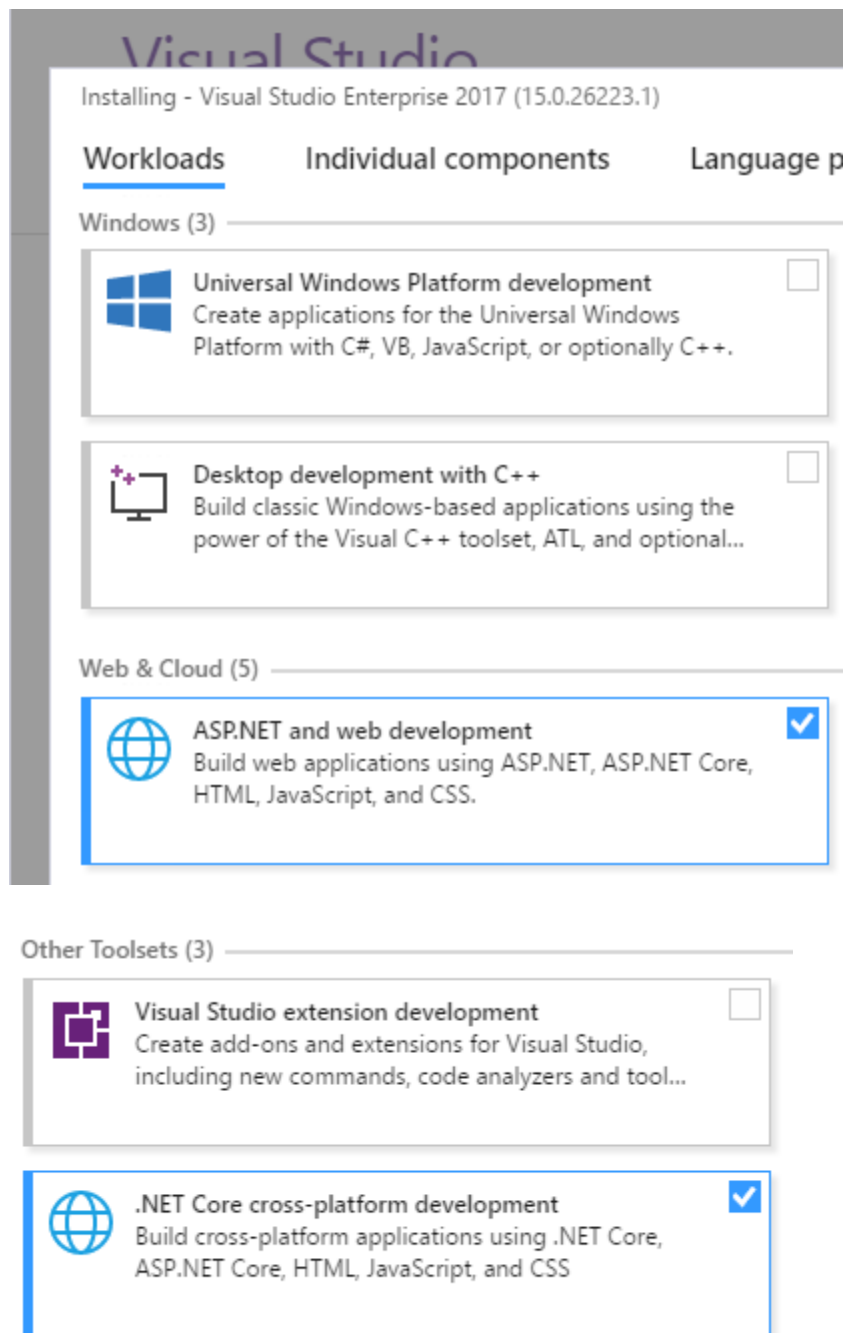 Visual Studio
Installing - Visual Studio Enterprise 2017 (15.0.26223.1)
Workloads Individual components Language p
Windows (3)
Universal Windows Platform development
Create applications for the Universal Windows
Platform with C#, VB, JavaScript, or optionally C++.
Desktop development with C++
Build classic Windows-based applications using the
power of the Visual C++ toolset, ATL, and optional...
Web & Cloud (5)
ASP.NET and web development
Build web applications using ASP.NET, ASP.NET Core,
HTML, JavaScript, and CSS.
Other Toolsets (3)
Visual Studio extension development
Create add-ons and extensions for Visual Studio,
including new commands, code analyzers and tool...
.NET Core cross-platform development
Build cross-platform applications using .NET Core,
ASP.NET Core, HTML, JavaScript, and CSS